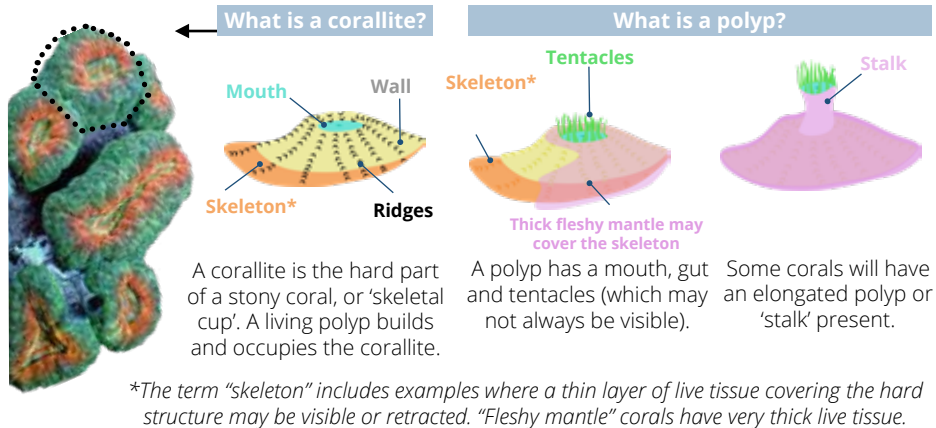 What is a corallite?
Mouth
Wall
Skeleton*
Ridges
A corallite is the hard part
of a stony coral, or ‘skeletal
cup’. A living polyp builds
and occupies the corallite.
What is a polyp?
Skeleton*
Tentacles
Thick fleshy mantle may
cover the skeleton
A polyp has a mouth, gut
and tentacles (which may
not always be visible).
Stalk
Some corals will have
an elongated polyp or
‘stalk’ present.
*The term “skeleton” includes examples where a thin layer of live tissue covering the hard
structure may be visible or retracted. “Fleshy mantle” corals have very thick live tissue.